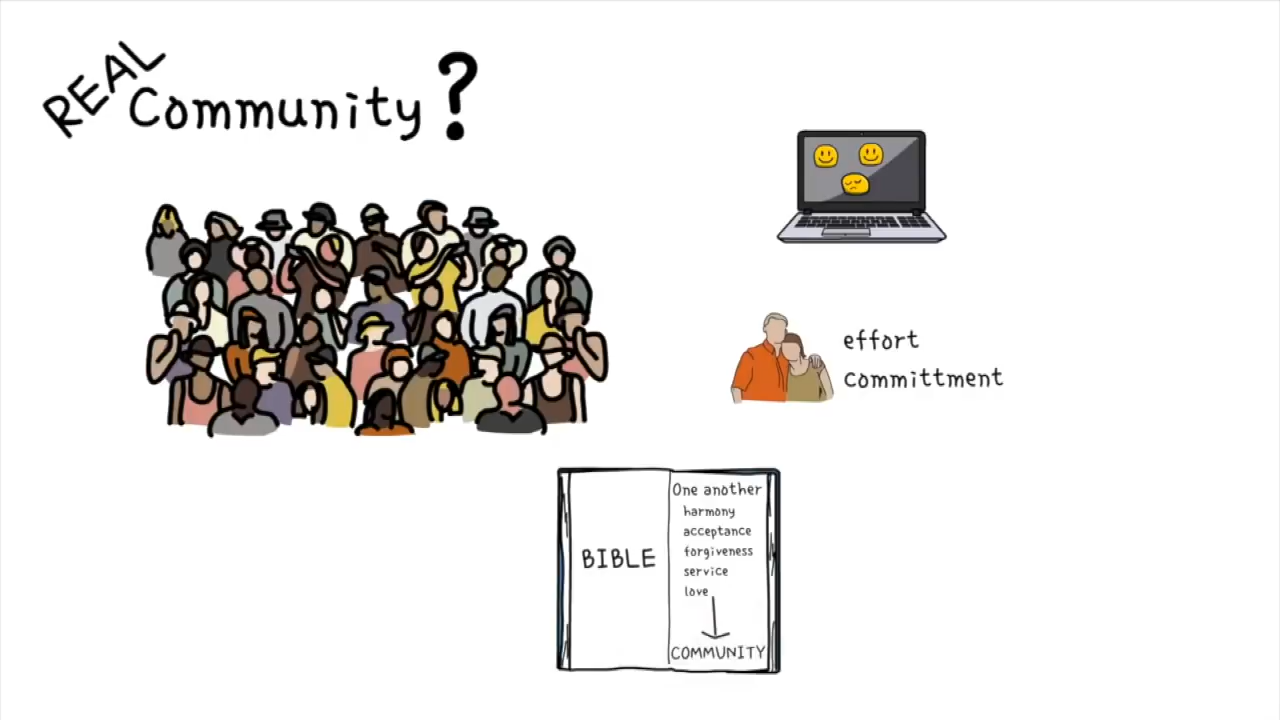 REAL
Community?
effort
committment
BIBLE
One another
harmony
acceptance
forgiveness
service
love
COMMUNITY